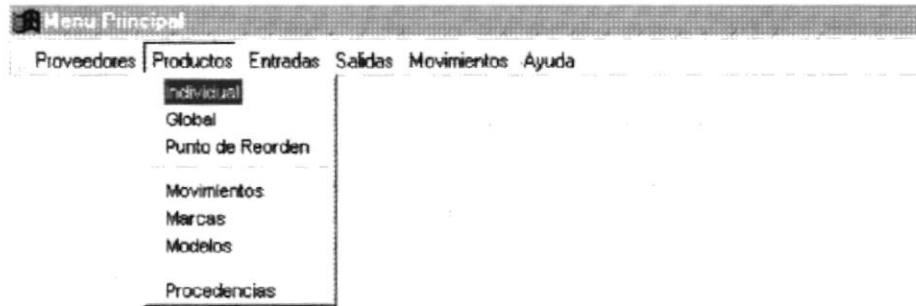 Menu Principal
Proveedores Productos Entradas Salidas Movimientos Ayuda
Individual
Global
Punto de Reorden
Movimientos
Marcas
Modelos
Procedencias